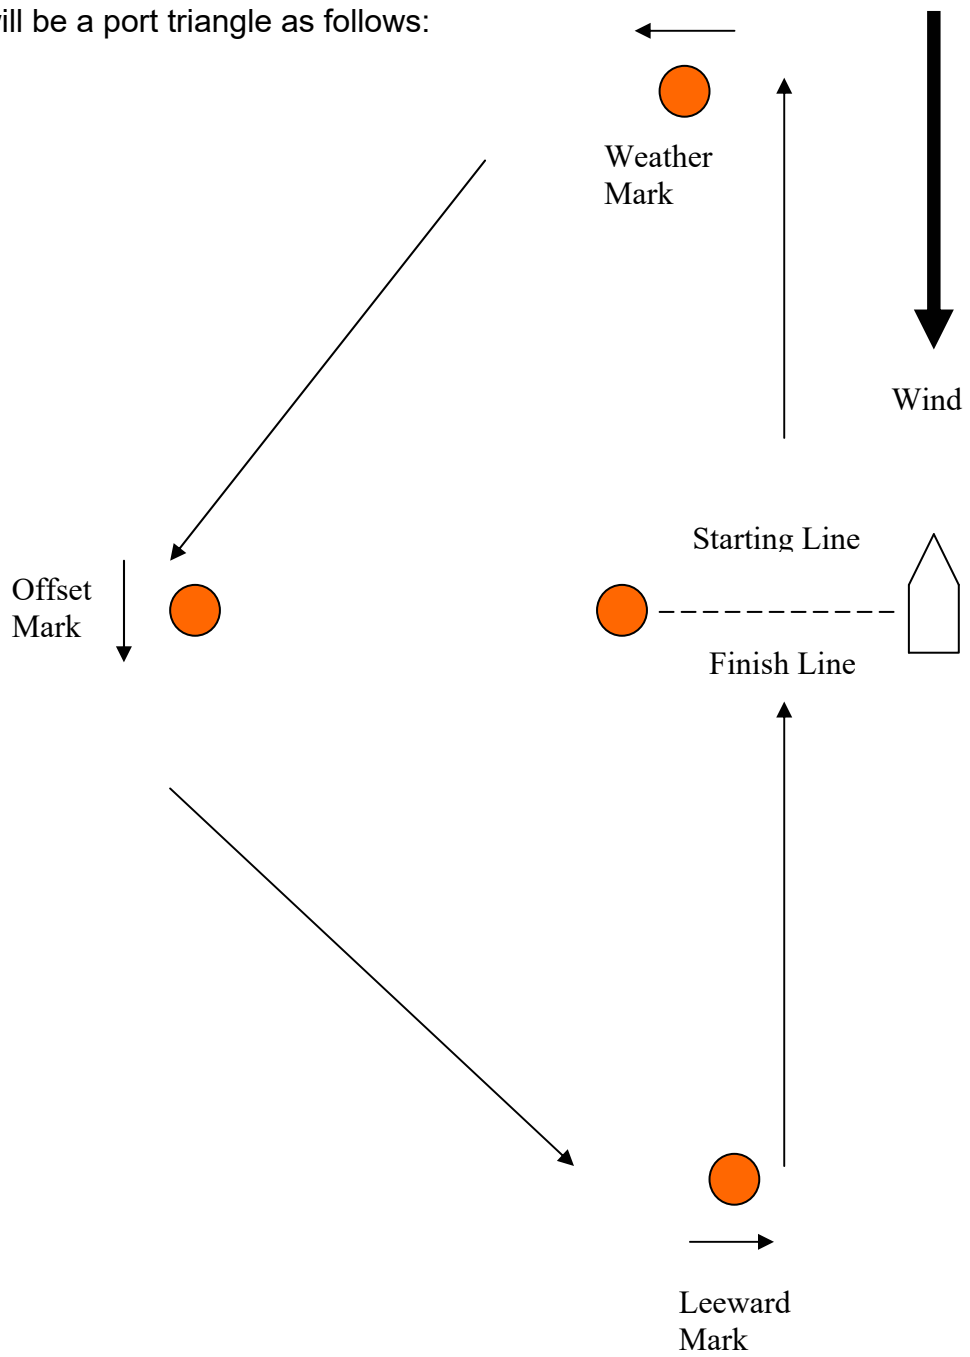 ill be a port triangle as follows:
Weather
Mark
Wind
Starting Line
Offset
Mark
Finish Line
Leeward
Mark